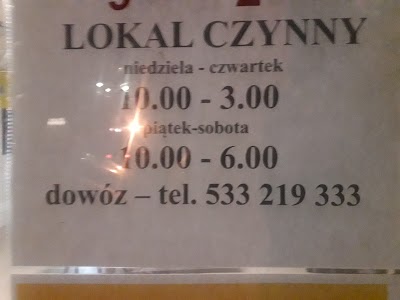 LOKAL CZYNNY
niedziela - czwartek
10.00 - 3.00
piątek-sobota
10.00 - 6.00
dowóz – tel. 533 219 333